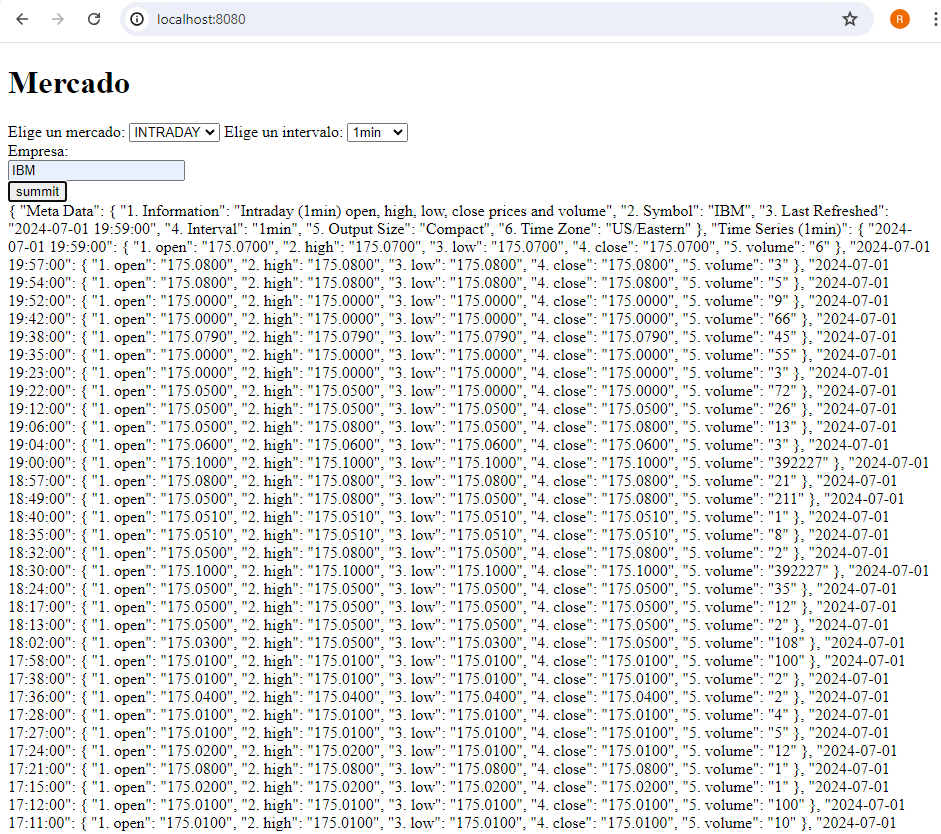 localhost:8080
R
Mercado
Elige un mercado: INTRADAY Elige un intervalo: 1min
Empresa:
IBM
summit
{ "Meta Data": { "1. Information": "Intraday (1min) open, high, low, close prices and volume", "2. Symbol": "IBM", "3. Last Refreshed":
"2024-07-01 19:59:00", "4. Interval": "1min", "5. Output Size": "Compact", "6. Time Zone": "US/Eastern" }, "Time Series (1min)": { "2024-
07-01 19:59:00": { "1. open": "175.0700", "2. high": "175.0700", "3. low": "175.0700", "4. close": "175.0700", "5. volume": "6" }, "2024-07-01
19:57:00": { "1. open": "175.0800", "2. high": "175.0800", "3. low": "175.0800", "4. close": "175.0800", "5. volume": "3" }, "2024-07-01
19:54:00": { "1. open": "175.0800", "2. high": "175.0800", "3. low": "175.0800", "4. close": "175.0800", "5. volume": "5" }, "2024-07-01
19:52:00": { "1. open": "175.0000", "2. high": "175.0000", "3. low": "175.0000", "4. close": "175.0000", "5. volume": "9" }, "2024-07-01
19:42:00": { "1. open": "175.0000", "2. high": "175.0000", "3. low": "175.0000", "4. close": "175.0000", "5. volume": "66" }, "2024-07-01
19:38:00": { "1. open": "175.0790", "2. high": "175.0790", "3. low": "175.0790", "4. close": "175.0790", "5. volume": "45" }, "2024-07-01
19:35:00": { "1. open": "175.0000", "2. high": "175.0000", "3. low": "175.0000", "4. close": "175.0000", "5. volume": "55" }, "2024-07-01
19:23:00": { "1. open": "175.0000", "2. high": "175.0000", "3. low": "175.0000", "4. close": "175.0000", "5. volume": "3" }, "2024-07-01
19:22:00": { "1. open": "175.0500", "2. high": "175.0500", "3. low": "175.0000", "4. close": "175.0000", "5. volume": "72" }, "2024-07-01
19:12:00": { "1. open": "175.0500", "2. high": "175.0500", "3. low": "175.0500", "4. close": "175.0500", "5. volume": "26" }, "2024-07-01
19:06:00": { "1. open": "175.0500", "2. high": "175.0800", "3. low": "175.0500", "4. close": "175.0800", "5. volume": "13" }, "2024-07-01
19:04:00": { "1. open": "175.0600", "2. high": "175.0600", "3. low": "175.0600", "4. close": "175.0600", "5. volume": "3" }, "2024-07-01
19:00:00": { "1. open": "175.1000", "2. high": "175.1000", "3. low": "175.1000", "4. close": "175.1000", "5. volume": "392227" }, "2024-07-01
18:57:00": { "1. open": "175.0800", "2. high": "175.0800", "3. low": "175.0800", "4. close": "175.0800", "5. volume": "21" }, "2024-07-01
18:49:00": { "1. open": "175.0500", "2. high": "175.0800", "3. low": "175.0500", "4. close": "175.0800", "5. volume": "211" }, "2024-07-01
18:40:00": { "1. open": "175.0510", "2. high": "175.0510", "3. low": "175.0510", "4. close": "175.0510", "5. volume": "1" }, "2024-07-01
18:35:00": { "1. open": "175.0510", "2. high": "175.0510", "3. low": "175.0510", "4. close": "175.0510", "5. volume": "8" }, "2024-07-01
18:32:00": { "1. open": "175.0500", "2. high": "175.0800", "3. low": "175.0500", "4. close": "175.0800", "5. volume": "2" }, "2024-07-01
18:30:00": { "1. open": "175.1000", "2. high": "175.1000", "3. low": "175.1000", "4. close": "175.1000", "5. volume": "392227" }, "2024-07-01
18:24:00": { "1. open": "175.0500", "2. high": "175.0500", "3. low": "175.0500", "4. close": "175.0500", "5. volume": "35" }, "2024-07-01
18:17:00": { "1. open": "175.0500", "2. high": "175.0500", "3. low": "175.0500", "4. close": "175.0500", "5. volume": "12" }, "2024-07-01
18:13:00": { "1. open": "175.0500", "2. high": "175.0500", "3. low": "175.0500", "4. close": "175.0500", "5. volume": "2" }, "2024-07-01
18:02:00": { "1. open": "175.0300", "2. high": "175.0500", "3. low": "175.0300", "4. close": "175.0500", "5. volume": "108" }, "2024-07-01
17:58:00": { "1. open": "175.0100", "2. high": "175.0100", "3. low": "175.0100", "4. close": "175.0100", "5. volume": "100" }, "2024-07-01
17:38:00": { "1. open": "175.0100", "2. high": "175.0100", "3. low": "175.0100", "4. close": "175.0100", "5. volume": "2" }, "2024-07-01
17:36:00": { "1. open": "175.0400", "2. high": "175.0400", "3. low": "175.0400", "4. close": "175.0400", "5. volume": "2" }, "2024-07-01
17:28:00": { "1. open": "175.0100", "2. high": "175.0100", "3. low": "175.0100", "4. close": "175.0100", "5. volume": "4" }, "2024-07-01
17:27:00": { "1. open": "175.0100", "2. high": "175.0100", "3. low": "175.0100", "4. close": "175.0100", "5. volume": "5" }, "2024-07-01
17:24:00": { "1. open": "175.0200", "2. high": "175.0200", "3. low": "175.0200", "4. close": "175.0200", "5. volume": "12" }, "2024-07-01
17:21:00": { "1. open": "175.0800", "2. high": "175.0800", "3. low": "175.0800", "4. close": "175.0800", "5. volume": "1" }, "2024-07-01
17:15:00": { "1. open": "175.0200", "2. high": "175.0200", "3. low": "175.0200", "4. close": "175.0200", "5. volume": "1" }, "2024-07-01
17:12:00": { "1. open": "175.0100", "2. high": "175.0100", "3. low": "175.0100", "4. close": "175.0100", "5. volume": "100" }, "2024-07-01
17:11:00": { "1. open": "175.0100", "2. high": "175.0100", "3. low": "175.0100", "4. close": "175.0100", "5. volume": "10" }, "2024-07-01